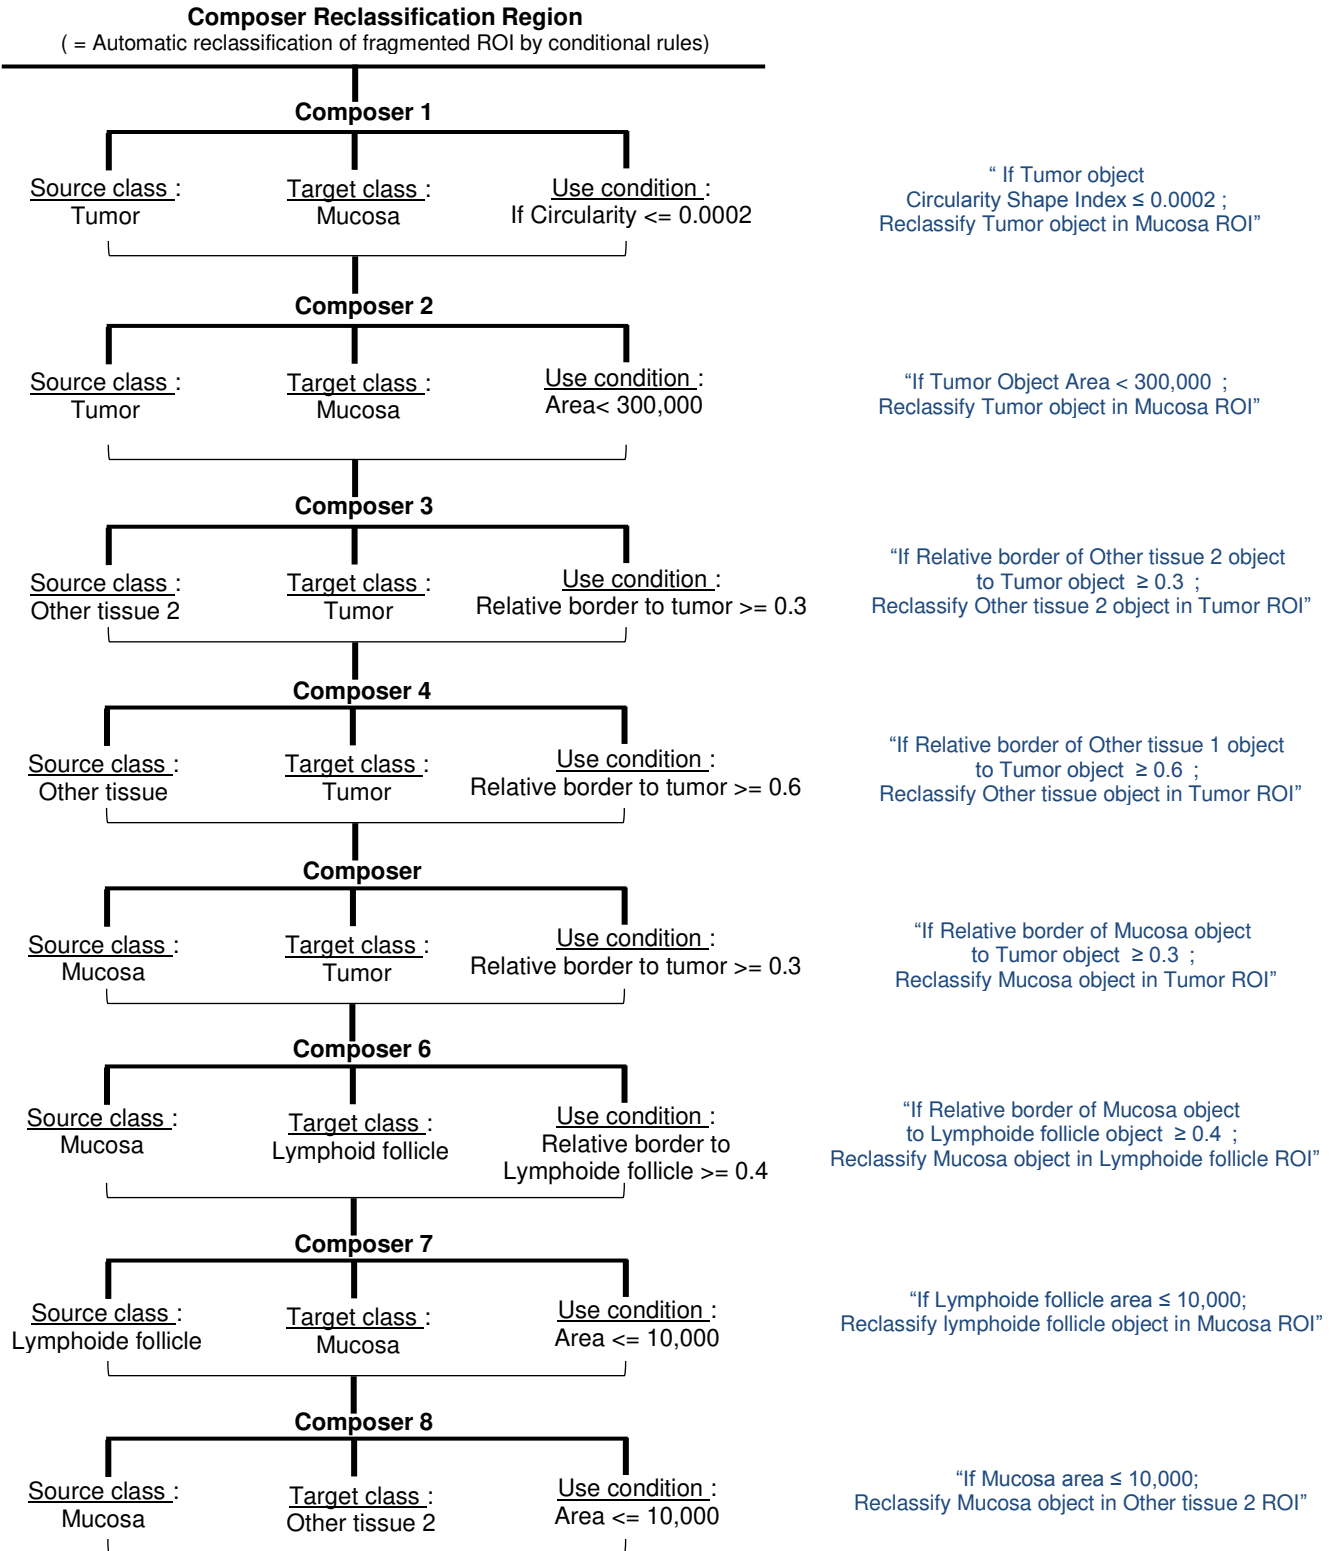 Composer Reclassification Region
( = Automatic reclassification of fragmented ROI by conditional rules)
Composer 1
Source class :
Tumor
Target class :
Mucosa
Use condition :
If Circularity <= 0.0002
“ If Tumor object
Circularity Shape Index ≤ 0.0002 ;
Reclassify Tumor object in Mucosa ROI”
Composer 2
Source class :
Tumor
Target class :
Mucosa
Use condition :
Area< 300,000
“If Tumor Object Area < 300,000 ;
Reclassify Tumor object in Mucosa ROI”
Composer 3
Source class :
Other tissue 2
Target class :
Tumor
Use condition :
Relative border to tumor >= 0.3
“If Relative border of Other tissue 2 object
to Tumor object ≥ 0.3 ;
Reclassify Other tissue 2 object in Tumor ROI”
Composer 4
Source class :
Other tissue
Target class :
Tumor
Use condition :
Relative border to tumor >= 0.6
“If Relative border of Other tissue 1 object
to Tumor object ≥ 0.6 ;
Reclassify Other tissue object in Tumor ROI”
Composer
Source class :
Mucosa
Target class :
Tumor
Use condition :
Relative border to tumor >= 0.3
“If Relative border of Mucosa object
to Tumor object ≥ 0.3 ;
Reclassify Mucosa object in Tumor ROI”
Composer 6
Source class :
Mucosa
Target class :
Lymphoid follicle
Use condition :
Relative border to
Lymphoide follicle >= 0.4
“If Relative border of Mucosa object
to Lymphoide follicle object ≥ 0.4 ;
Reclassify Mucosa object in Lymphoide follicle ROI”
Composer 7
Source class :
Lymphoide follicle
Target class :
Mucosa
Use condition :
Area <= 10,000
“If Lymphoide follicle area ≤ 10,000;
Reclassify lymphoide follicle object in Mucosa ROI”
Composer 8
Source class :
Mucosa
Target class :
Other tissue 2
Use condition :
Area <= 10,000
“If Mucosa area ≤ 10,000;
Reclassify Mucosa object in Other tissue 2 ROI”